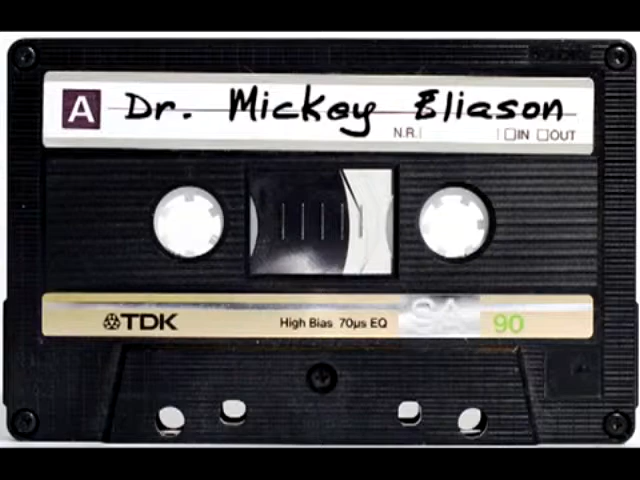 A Dr. Mickey Eliason
N.R. IN OUT
TDK High Bias 70µs EQ SA 90